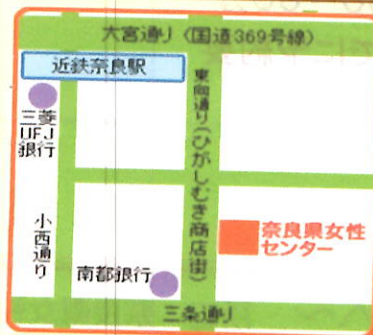 大宮通り (国道369号線)
近鉄奈良駅
三菱
UFJ
銀行
東向通り(ひがしむき商店街)
小西通り
南都銀行
奈良県女性
センター
三条通り